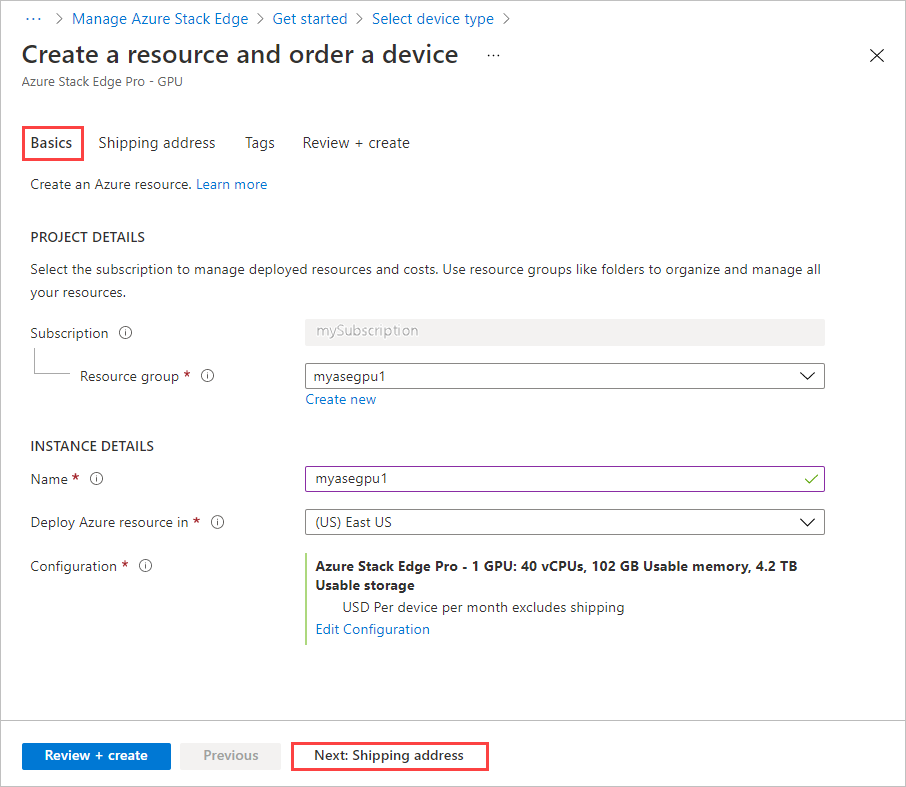 ··· > Manage Azure Stack Edge > Get started > Select device type >
Create a resource and order a device ···
Azure Stack Edge Pro - GPU
Basics Shipping address Tags Review + create
Create an Azure resource. Learn more
PROJECT DETAILS
Select the subscription to manage deployed resources and costs. Use resource groups like folders to organize and manage all
your resources.
Subscription mySubscription
Resource group * myasegpu1
Create new
INSTANCE DETAILS
Name * myasegpu1
Deploy Azure resource in * (US) East US
Configuration * Azure Stack Edge Pro - 1 GPU: 40 vCPUs, 102 GB Usable memory, 4.2 TB
Usable storage
USD Per device per month excludes shipping
Edit Configuration
Review + create Previous Next: Shipping address